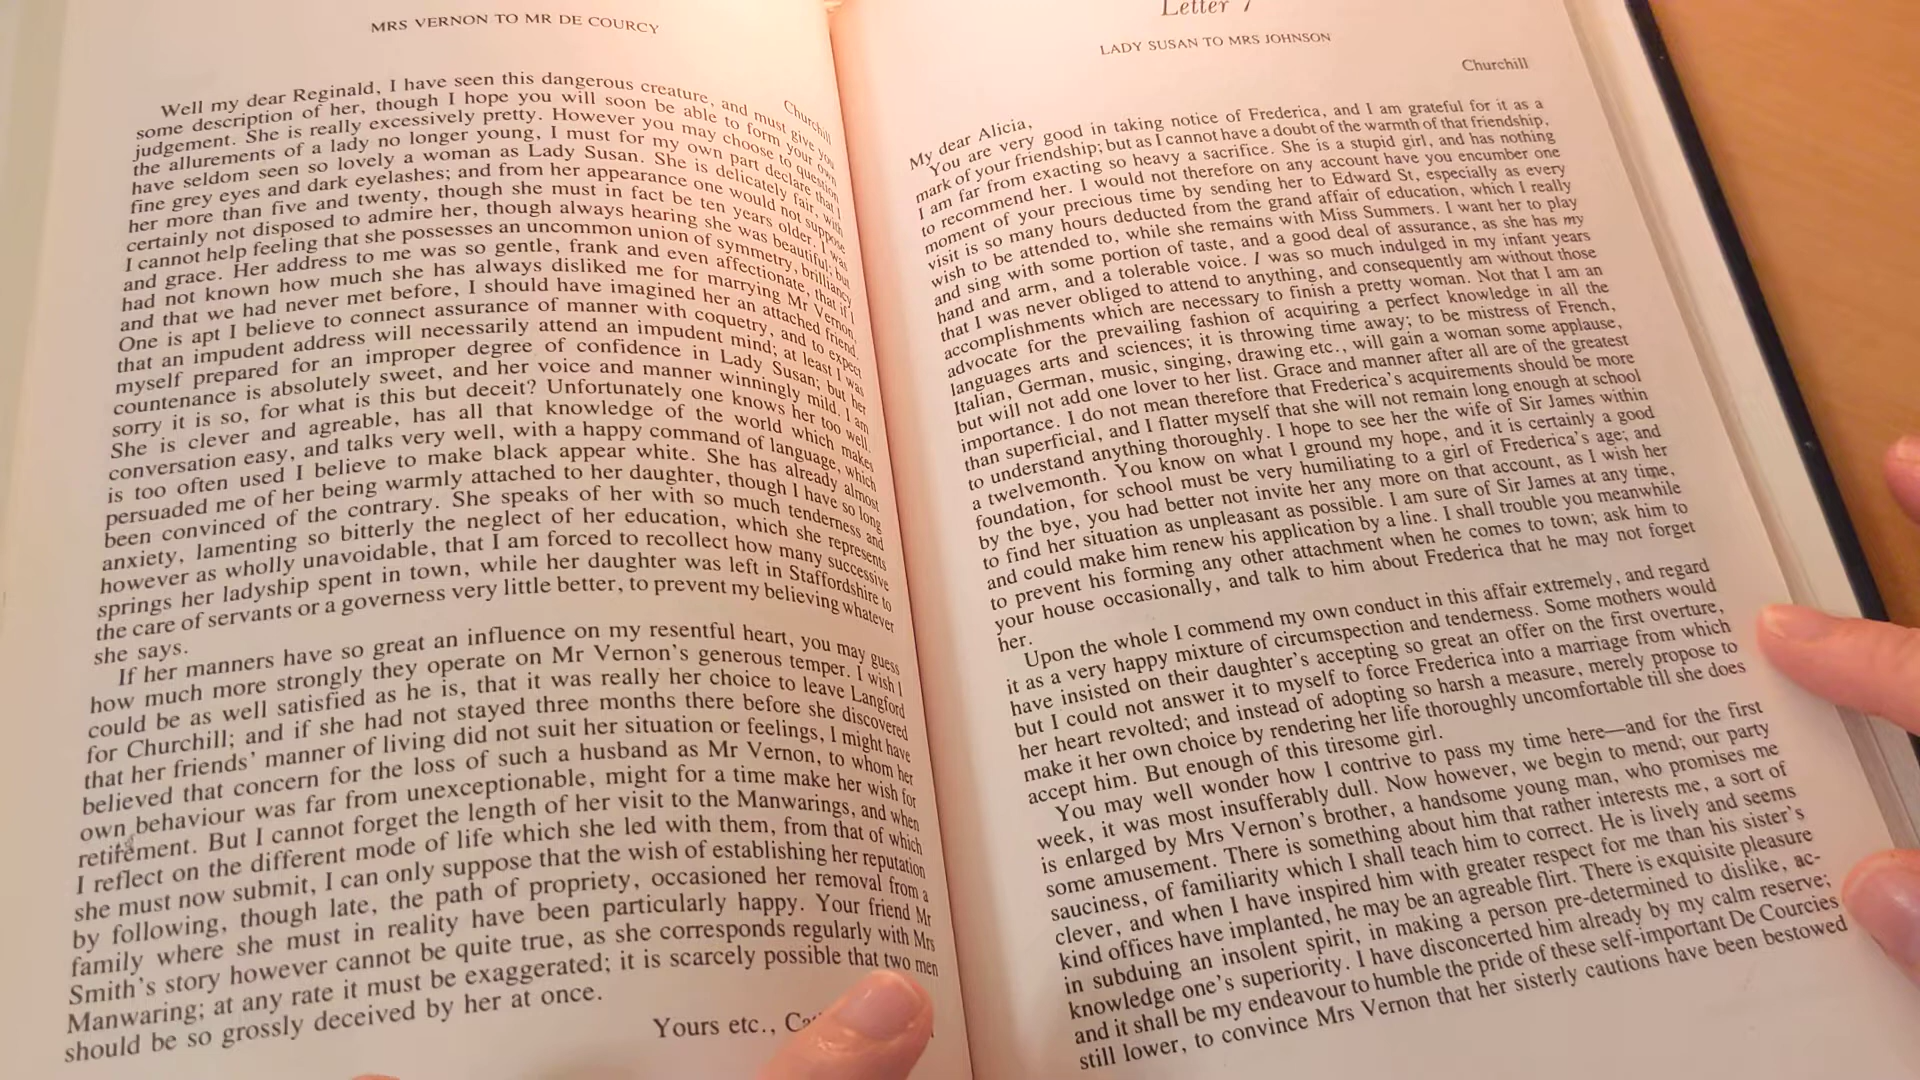 MRS VERNON TO MR DE COURCY
Churchill
Well my dear Reginald, I have seen this dangerous creature, and must give you
some description of her, though I hope you will soon be able to form your own
judgement. She is really excessively pretty. However you may choose to question
the allurements of a lady no longer young, I must for my own part declare that I
have seldom seen so lovely a woman as Lady Susan. She is delicately fair, with
fine grey eyes and dark eyelashes; and from her appearance one would not suppose
her more than five and twenty, though she must in fact be ten years older. I was
certainly not disposed to admire her, though always hearing she was beautiful; but
I cannot help feeling that she possesses an uncommon union of symmetry, brilliancy
and grace. Her address to me was so gentle, frank and even affectionate, that if I
had not known how much she has always disliked me for marrying Mr Vernon,
and that we had never met before, I should have imagined her an attached friend.
One is apt I believe to connect assurance of manner with coquetry, and to expect
that an impudent address will necessarily attend an impudent mind; at least I was
myself prepared for an improper degree of confidence in Lady Susan; but her
countenance is absolutely sweet, and her voice and manner winningly mild. I am
sorry it is so, for what is this but deceit? Unfortunately one knows her too well.
She is clever and agreeable, has all that knowledge of the world which makes
conversation easy, and talks very well, with a happy command of language, which
is too often used I believe to make black appear white. She has already almost
persuaded me of her being warmly attached to her daughter, though I have so long
been convinced of the contrary. She speaks of her with so much tenderness and
anxiety, lamenting so bitterly the neglect of her education, which she represents
however as wholly unavoidable, that I am forced to recollect how many successive
springs her ladyship spent in town, while her daughter was left in Staffordshire to
the care of servants or a governess very little better, to prevent my believing whatever
she says.
If her manners have so great an influence on my resentful heart, you may guess
how much more strongly they operate on Mr Vernon's generous temper. I wish I
could be as well satisfied as he is, that it was really her choice to leave Langford
for Churchill; and if she had not stayed three months there before she discovered
that her friends' manner of living did not suit her situation or feelings, I might have
believed that concern for the loss of such a husband as Mr Vernon, to whom her
own behaviour was far from unexceptionable, might for a time make her wish for
retirement. But I cannot forget the length of her visit to the Manwarings, and when
I reflect on the different mode of life which she led with them, from that of which
she must now submit, I can only suppose that the wish of establishing her reputation
by following, though late, the path of propriety, occasioned her removal from a
family where she must in reality have been particularly happy. Your friend Mr
Smith's story however cannot be quite true, as she corresponds regularly with Mrs
Manwaring; at any rate it must be exaggerated; it is scarcely possible that two men
should be so grossly deceived by her at once.
Yours etc.,
Letter 7
LADY SUSAN TO MRS JOHNSON
Churchill
My dear Alicia,
You are very good in taking notice of Frederica, and I am grateful for it as a
mark of your friendship; but as I cannot have a doubt of the warmth of that friendship,
I am far from exacting so heavy a sacrifice. She is a stupid girl, and has nothing
to recommend her. I would not therefore on any account have you encumber one
moment of your precious time by sending her to Edward St, especially as every
visit is so many hours deducted from the grand affair of education, which I really
wish to be attended to, while she remains with Miss Summers. I want her to play
and sing with some portion of taste, and a good deal of assurance, as she has my
hand and arm, and a tolerable voice. I was so much indulged in my infant years
that I was never obliged to attend to anything, and consequently am without those
accomplishments which are necessary to finish a pretty woman. Not that I am an
advocate for the prevailing fashion of acquiring a perfect knowledge in all the
languages arts and sciences; it is throwing time away; to be mistress of French,
Italian, German, music, singing, drawing etc., will gain a woman some applause,
but will not add one lover to her list. Grace and manner after all are of the greatest
importance. I do not mean therefore that Frederica's acquirements should be more
than superficial, and I flatter myself that she will not remain long enough at school
to understand anything thoroughly. I hope to see her the wife of Sir James within
a twelvemonth. You know on what I ground my hope, and it is certainly a good
foundation, for school must be very humiliating to a girl of Frederica's age; and
by the bye, you had better not invite her any more on that account, as I wish her
to find her situation as unpleasant as possible. I am sure of Sir James at any time,
and could make him renew his application by a line. I shall trouble you meanwhile
to prevent his forming any other attachment when he comes to town; ask him to
your house occasionally, and talk to him about Frederica that he may not forget
her.
Upon the whole I commend my own conduct in this affair extremely, and regard
it as a very happy mixture of circumspection and tenderness. Some mothers would
have insisted on their daughter's accepting so great an offer on the first overture,
but I could not answer it to myself to force Frederica into a marriage from which
her heart revolted; and instead of adopting so harsh a measure, merely propose to
make it her own choice by rendering her life thoroughly uncomfortable till she does
accept him. But enough of this tiresome girl.
You may well wonder how I contrive to pass my time here—and for the first
week, it was most insufferably dull. Now however, we begin to mend; our party
is enlarged by Mrs Vernon's brother, a handsome young man, who promises me
some amusement. There is something about him that rather interests me, a sort of
sauciness, of familiarity which I shall teach him to correct. He is lively and seems
clever, and when I have inspired him with greater respect for me than his sister's
kind offices have implanted, he may be an agreeable flirt. There is exquisite pleasure
in subduing an insolent spirit, in making a person pre-determined to dislike, ac-
knowledge one's superiority. I have disconcerted him already by my calm reserve;
and it shall be my endeavour to humble the pride of these self-important De Courcies
still lower, to convince Mrs Vernon that her sisterly cautions have been bestowed